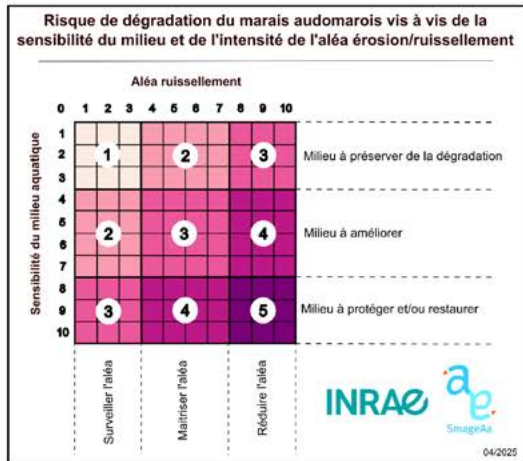 Risque de dégradation du marais audomarois vis à vis de la
sensibilité du milieu et de l'intensité de l'aléa érosion/ruissellement
Aléa ruissellement
0 1 2 3 4 5 6 7 8 9 10
Sensibilité du milieu aquatique
1
2
3
4
5
6
7
8
9
10
1 2 3
Milieu à préserver de la dégradation
2 3 4
Milieu à améliorer
3 4 5
Milieu à protéger et/ou restaurer
Surveiller l'aléa
Maîtriser l'aléa
Réduire l'aléa
INRAE
ae
SmageAa
04/2025